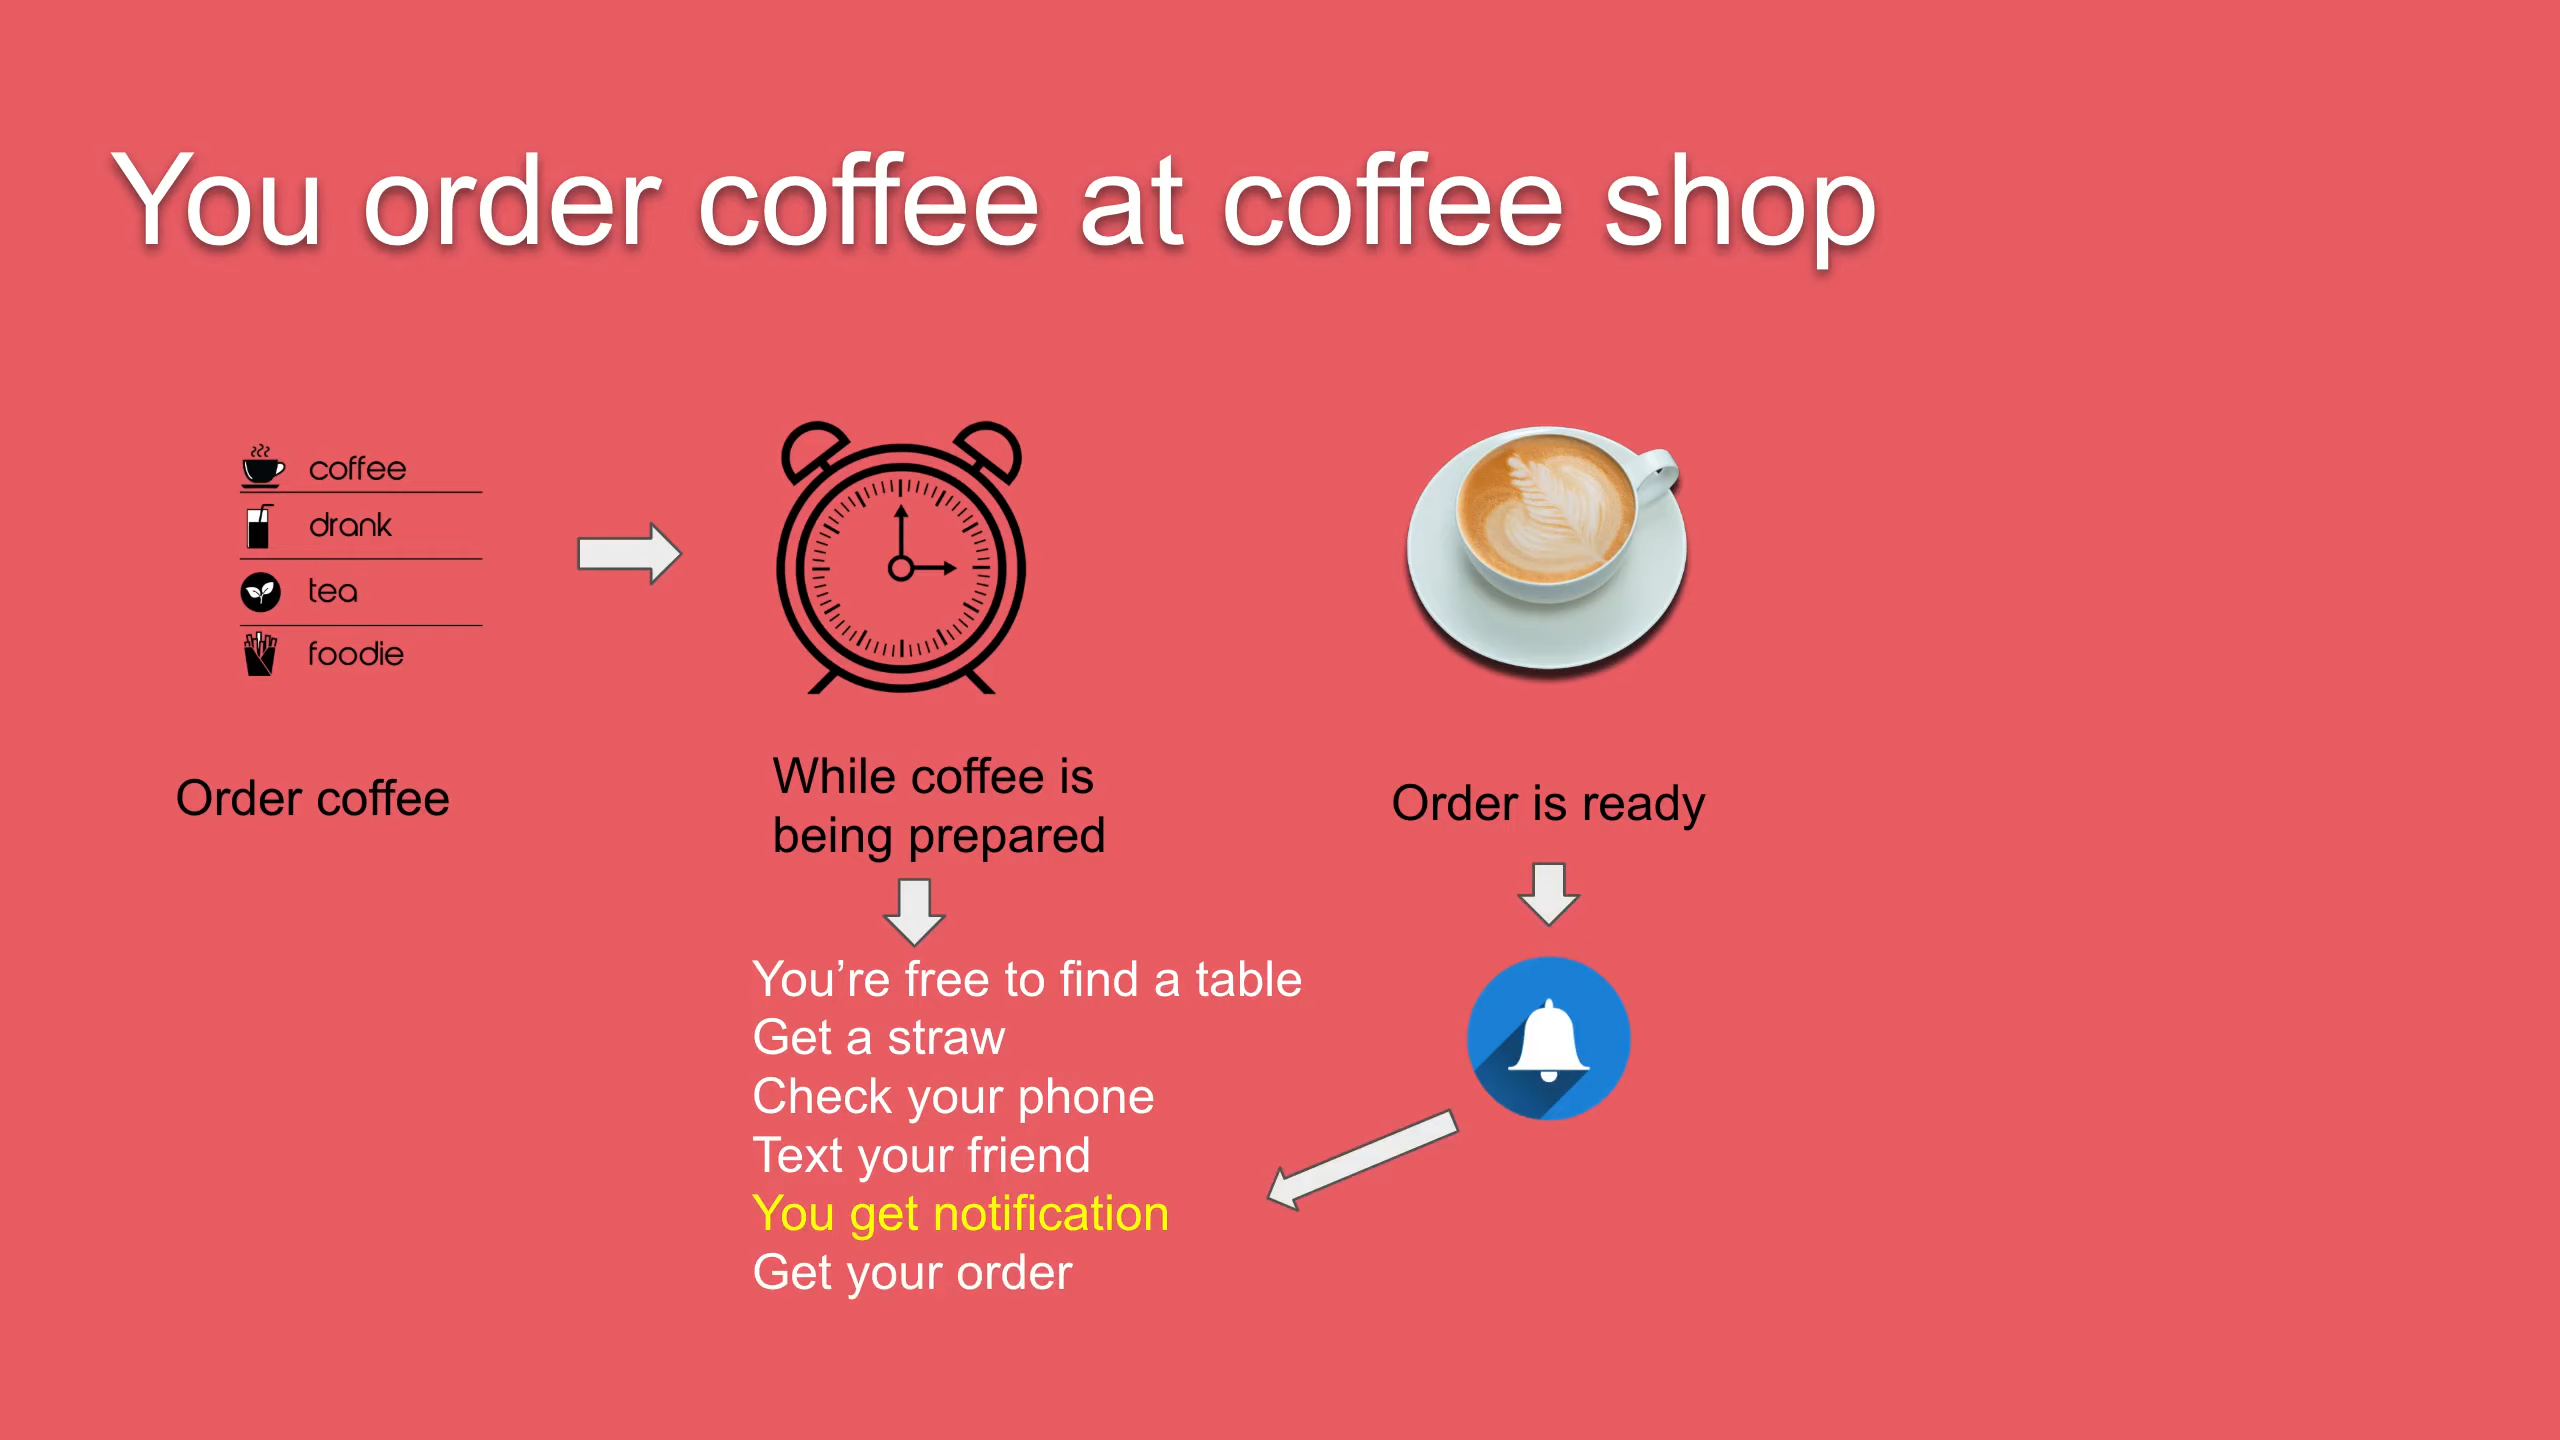 You order coffee at coffee shop
coffee
drank
tea
foodie
Order coffee
While coffee is
being prepared
You’re free to find a table
Get a straw
Check your phone
Text your friend
You get notification
Get your order
Order is ready